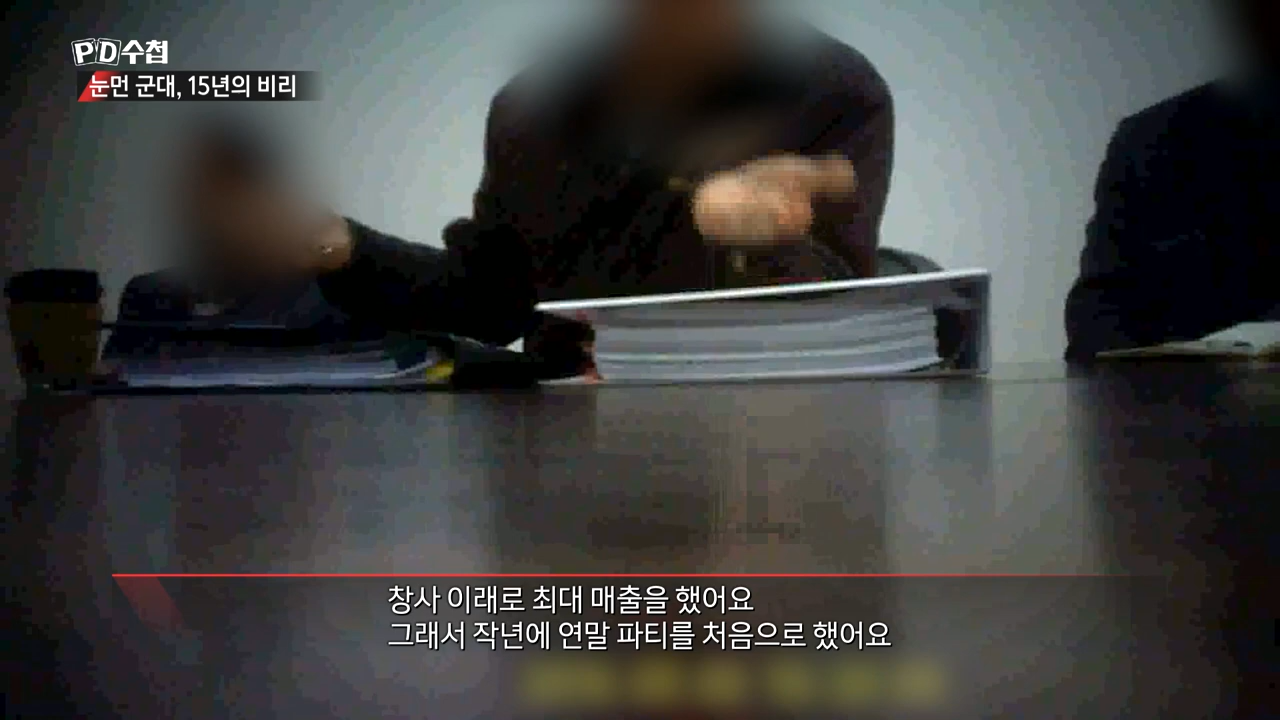 PD수첩
눈먼 군대, 15년의 비리
창사 이래로 최대 매출을 했어요
그래서 작년에 연말 파티를 처음으로 했어요